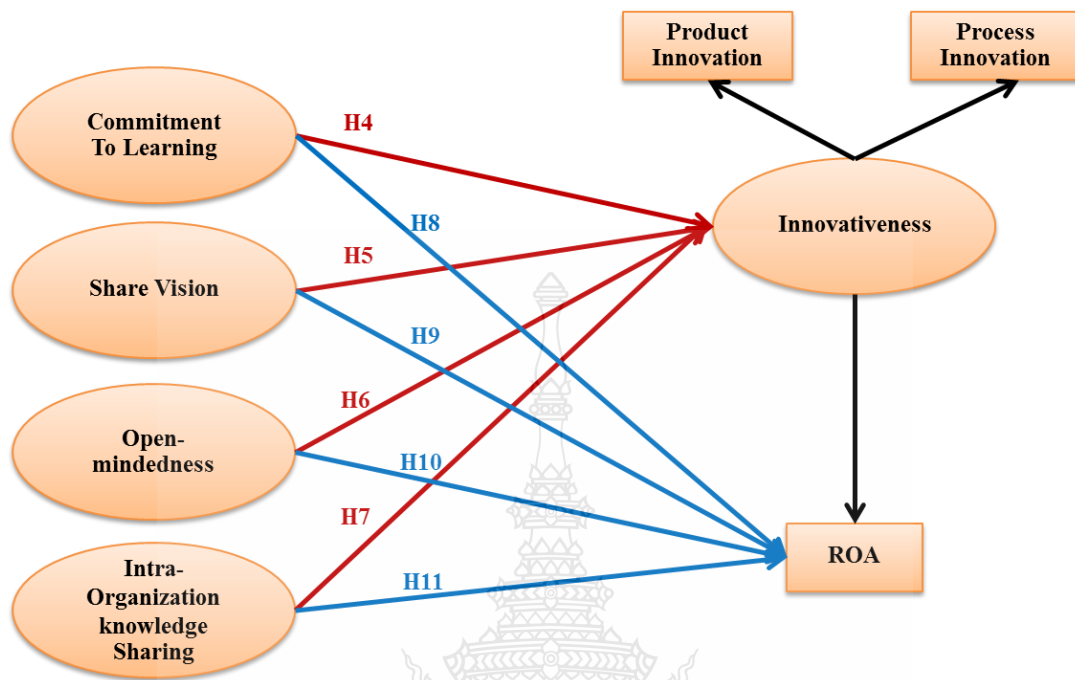 Product
Innovation
Process
Innovation
Commitment
To Learning
H4
H8
Innovativeness
H5
Share Vision
H9
H6
Open-
mindedness
H10
H7
ROA
Intra-
Organization
knowledge
Sharing
H11